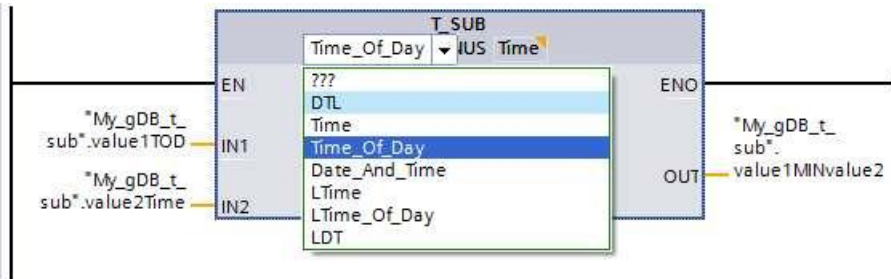 T_SUB
Time_Of_Day NUS Time
EN
???
ENO
DTL
"My_gDB_t_
sub".value1TOD
IN1
Time
Time_Of_Day
Date_And_Time
"My_gDB_t_
sub".value2Time
IN2
LTime
LTime_Of_Day
LDT
OUT
"My_gDB_t_
sub".
value1MINvalue2